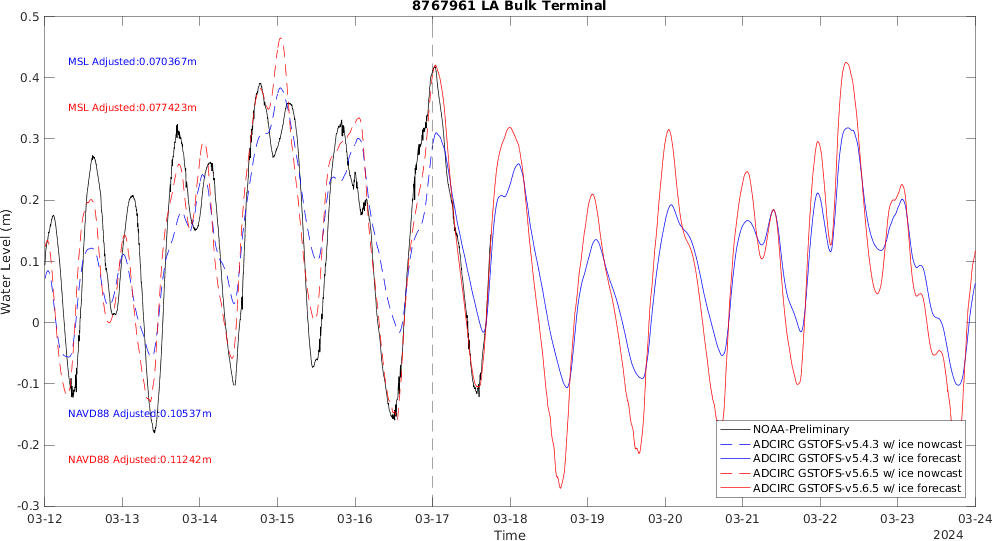 8767961 LA Bulk Terminal
0.5
0.4
0.3
0.2
0.1
0
-0.1
-0.2
-0.3
Water Level (m)
MSL Adjusted:0.070367m
MSL Adjusted:0.077423m
NAVD88 Adjusted:0.10537m
NAVD88 Adjusted:0.11242m
NOAA-Preliminary
ADCIRC GSTOFS-v5.4.3 w/ ice nowcast
ADCIRC GSTOFS-v5.4.3 w/ ice forecast
ADCIRC GSTOFS-v5.6.5 w/ ice nowcast
ADCIRC GSTOFS-v5.6.5 w/ ice forecast
03-12 03-13 03-14 03-15 03-16 03-17 03-18 03-19 03-20 03-21 03-22 03-23 03-24
Time
2024